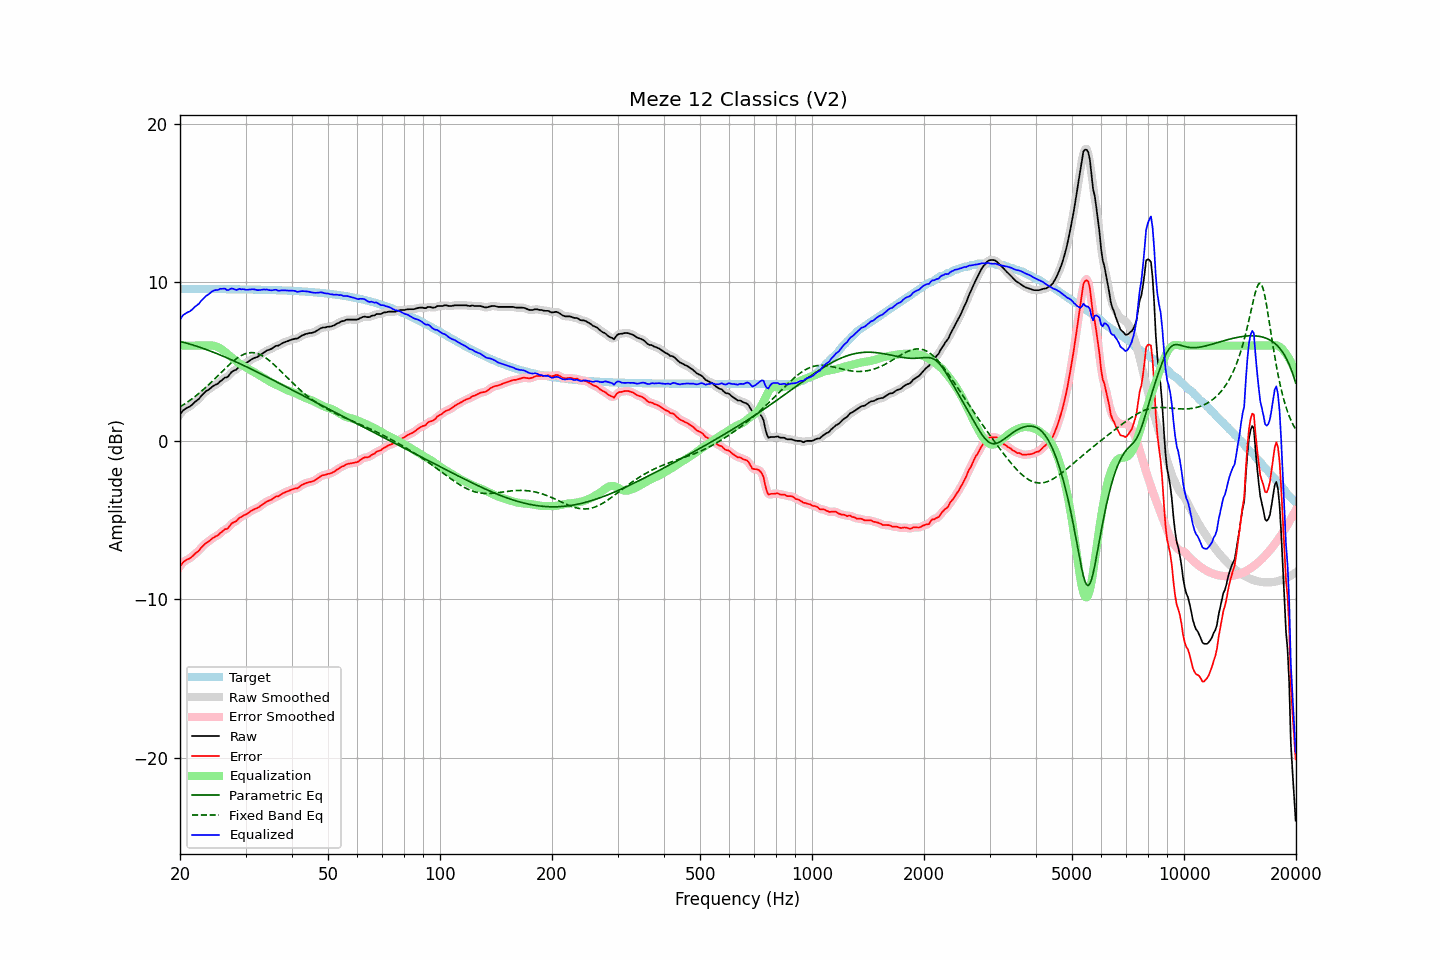 Meze 12 Classics (V2)
20
10
0
−10
−20
Amplitude (dBr)
Target
Raw Smoothed
Error Smoothed
Raw
Error
Equalization
Parametric Eq
Fixed Band Eq
Equalized
20 50 100 200 500 1000 2000 5000 10000 20000
Frequency (Hz)